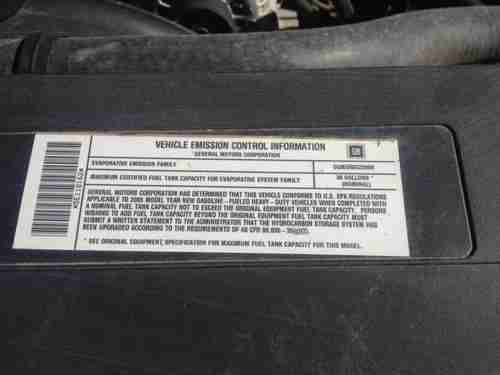 VEHICLE EMISSION CONTROL INFORMATION
GENERAL MOTORS CORPORATION
GM
EVAPORATIVE EMISSION FAMILY
MAXIMUM CERTIFIED FUEL TANK CAPACITY FOR EVAPORATIVE SYSTEM FAMILY
GALLONS *
(NOMINAL)
GENERAL MOTORS CORPORATION HAS DETERMINED THAT THIS VEHICLE CONFORMS TO U.S. EPA REGULATIONS
APPLICABLE TO 2005 MODEL YEAR NEW GASOLINE - FUELED HEAVY - DUTY VEHICLES WHEN COMPLETED WITH
A NOMINAL FUEL TANK CAPACITY NOT TO EXCEED THE ORIGINAL EQUIPMENT FUEL TANK CAPACITY. PERSONS
WISHING TO ADD FUEL TANK CAPACITY BEYOND THE ORIGINAL EQUIPMENT FUEL TANK CAPACITY MUST
SUBMIT A WRITTEN STATEMENT TO THE ADMINISTRATOR THAT THE HYDROCARBON STORAGE SYSTEM HAS
BEEN UPGRADED ACCORDING TO THE REQUIREMENTS OF 40 CFR 86.
* SEE ORIGINAL EQUIPMENT, SPECIFICATION FOR MAXIMUM FUEL TANK CAPACITY FOR THIS MODEL.